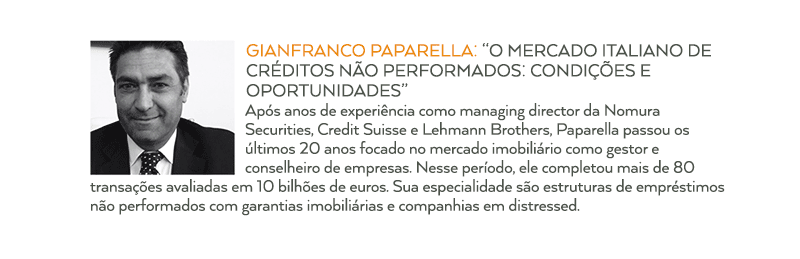 GIANFRANCO PAPARELLA: “O MERCADO ITALIANO DE
CRÉDITOS NÃO PERFORMADOS: CONDIÇÕES E
OPORTUNIDADES”
Após anos de experiência como managing director da Nomura
Securities, Credit Suisse e Lehmann Brothers, Paparella passou os
últimos 20 anos focado no mercado imobiliário como gestor e
conselheiro de empresas. Nesse período, ele completou mais de 80
transações avaliadas em 10 bilhões de euros. Sua especialidade são estruturas de empréstimos
não performados com garantias imobiliárias e companhias em distressed.